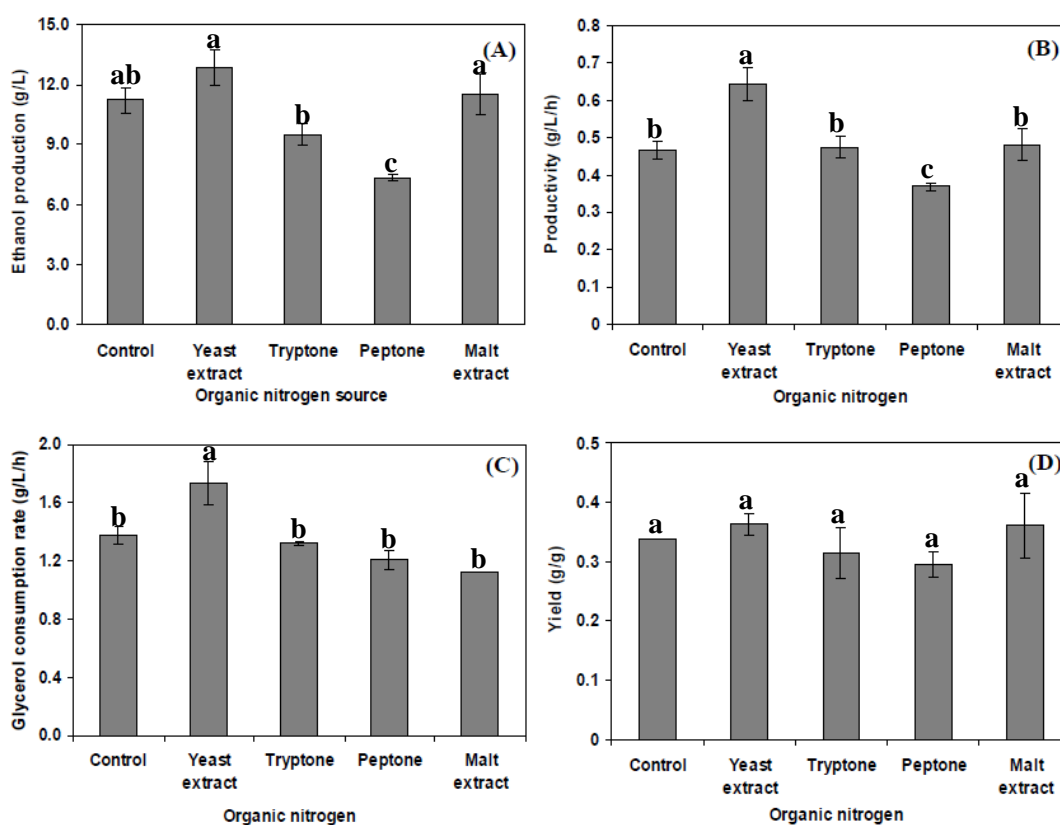 (A)
Ethanol production (g/L)
15.0
12.0
9.0
6.0
3.0
0.0
ab
a
b
c
a
Control Yeast extract Tryptone Peptone Malt extract
Organic nitrogen source
(B)
Productivity (g/L/h)
0.8
0.7
0.6
0.5
0.4
0.3
0.2
0.1
0
b
a
b
c
b
Control Yeast extract Tryptone Peptone Malt extract
Organic nitrogen
(C)
Glycerol consumption rate (g/L/h)
2.0
1.6
1.2
0.8
0.4
0.0
b
a
b
b
b
Control Yeast extract Tryptone Peptone Malt extract
Organic nitrogen
(D)
Yield (g/g)
0.5
0.4
0.3
0.2
0.1
0
a
a
a
a
a
Control Yeast extract Tryptone Peptone Malt extract
Organic nitrogen